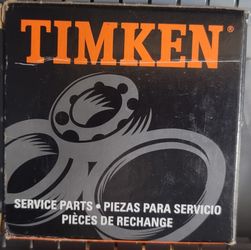 TIMKEN®
SERVICE PARTS • PIEZAS PARA SERVICIO
PIÈCES DE RECHANGE